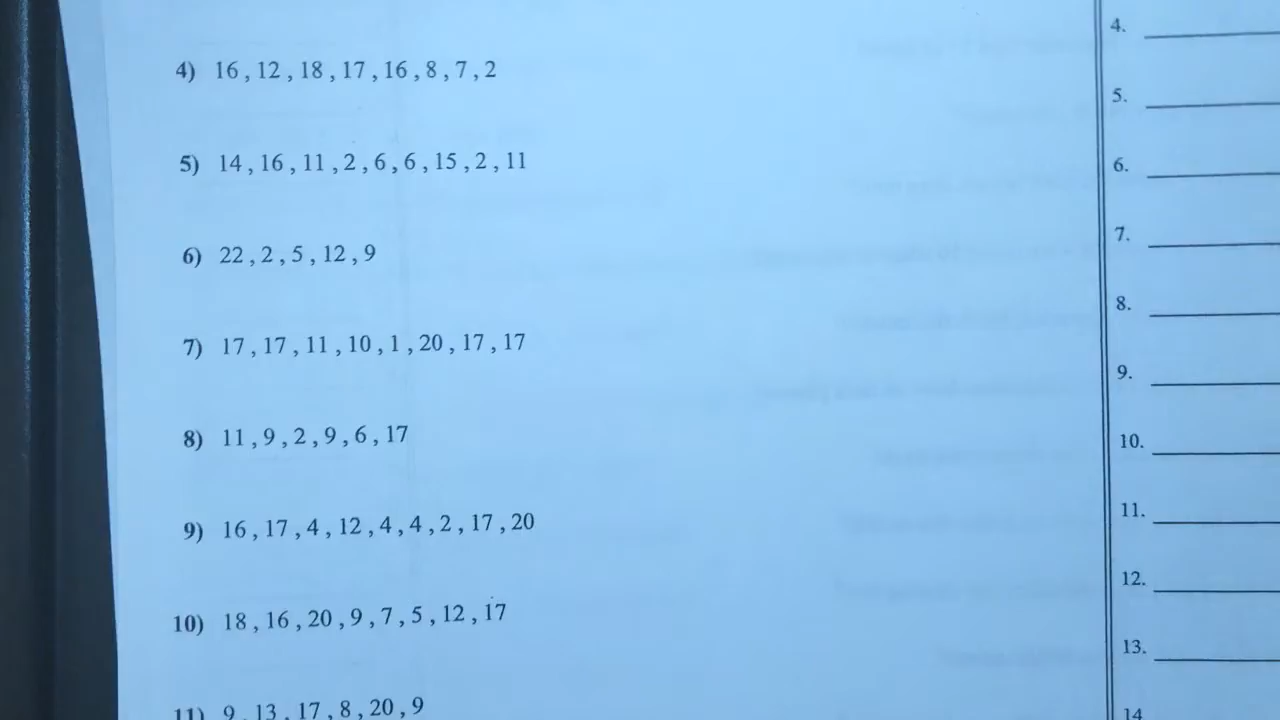 4) 16 , 12 , 18 , 17 , 16 , 8 , 7 , 2
5) 14 , 16 , 11 , 2 , 6 , 6 , 15 , 2 , 11
6) 22 , 2 , 5 , 12 , 9
7) 17 , 17 , 11 , 10 , 1 , 20 , 17 , 17
8) 11 , 9 , 2 , 9 , 6 , 17
9) 16 , 17 , 4 , 12 , 4 , 4 , 2 , 17 , 20
10) 18 , 16 , 20 , 9 , 7 , 5 , 12 , 17
11) 9 , 13 , 17 , 8 , 20 , 9
4.
5.
6.
7.
8.
9.
10.
11.
12.
13.
14